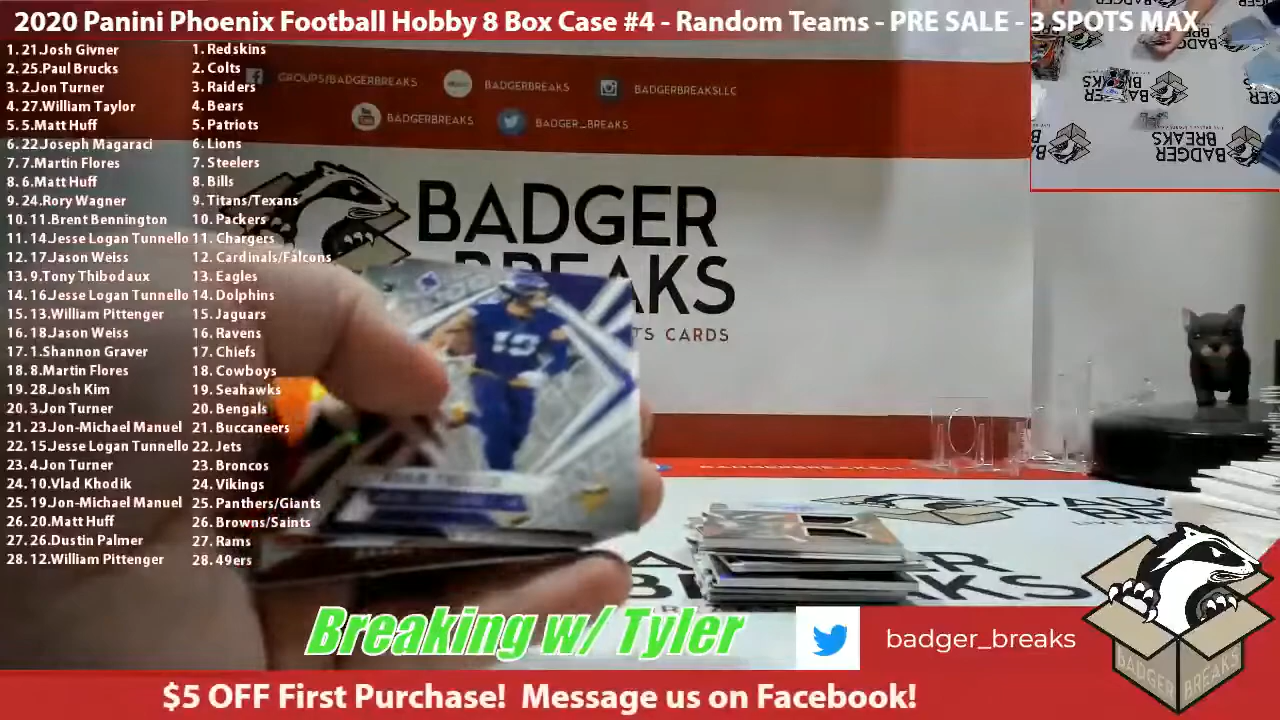 2020 Panini Phoenix Football Hobby 8 Box Case #4 - Random Teams - PRE SALE - 3 SPOTS MAX
1. 21.Josh Givner 1. Redskins
2. 25.Paul Brucks 2. Colts
3. 2.Jon Turner 3. Raiders
4. 27.William Taylor 4. Bears
5. 5.Matt Huff 5. Patriots
6. 22.Joseph Magaraci 6. Lions
7. 7.Martin Flores 7. Steelers
8. 6.Matt Huff 8. Bills
9. 24.Rory Wagner 9. Titans/Texans
10. 11.Brent Bennington 10. Packers
11. 14.Jesse Logan Tunnello 11. Chargers
12. 17.Jason Weiss 12. Cardinals/Falcons
13. 9.Tony Thibodaux 13. Eagles
14. 16.Jesse Logan Tunnello 14. Dolphins
15. 13.William Pittenger 15. Jaguars
16. 18.Jason Weiss 16. Ravens
17. 1.Shannon Graver 17. Chiefs
18. 8.Martin Flores 18. Cowboys
19. 28.Josh Kim 19. Seahawks
20. 3.Jon Turner 20. Bengals
21. 23.Jon-Michael Manuel 21. Buccaneers
22. 15.Jesse Logan Tunnello 22. Jets
23. 4.Jon Turner 23. Broncos
24. 10.Vlad Khodik 24. Vikings
25. 19.Jon-Michael Manuel 25. Panthers/Giants
26. 20.Matt Huff 26. Browns/Saints
27. 26.Dustin Palmer 27. Rams
28. 12.William Pittenger 28. 49ers
GROUPS/BADGERBREAKS BADGERBREAKS BADGERBREAKSLLC
BADGERBREAKS BADGER_BREAKS
BADGER
BREAKS
TS CARDS
BADGER
BREAKS
Breaking w/ Tyler
badger_breaks
BADGER BREAKS
$5 OFF First Purchase! Message us on Facebook!